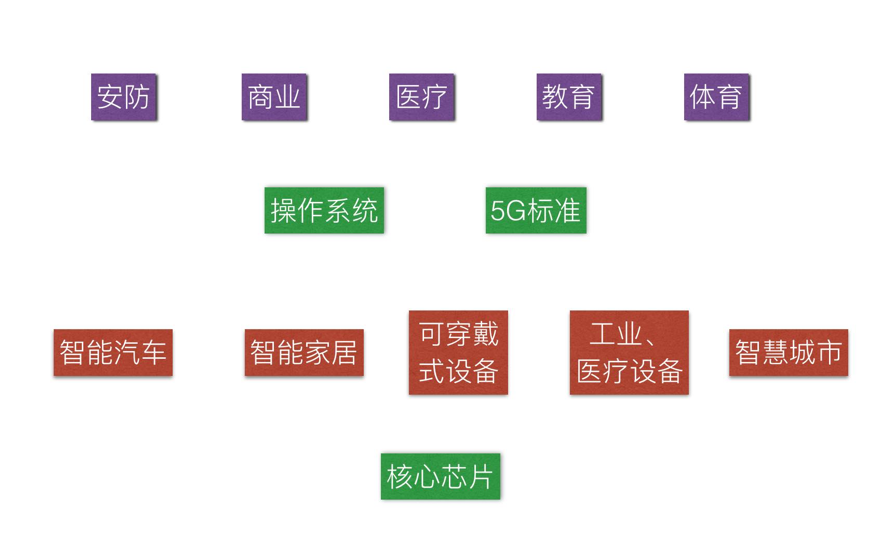 安防
商业
医疗
教育
体育
操作系统
5G标准
智能汽车
智能家居
可穿戴
式设备
工业、
医疗设备
智慧城市
核心芯片